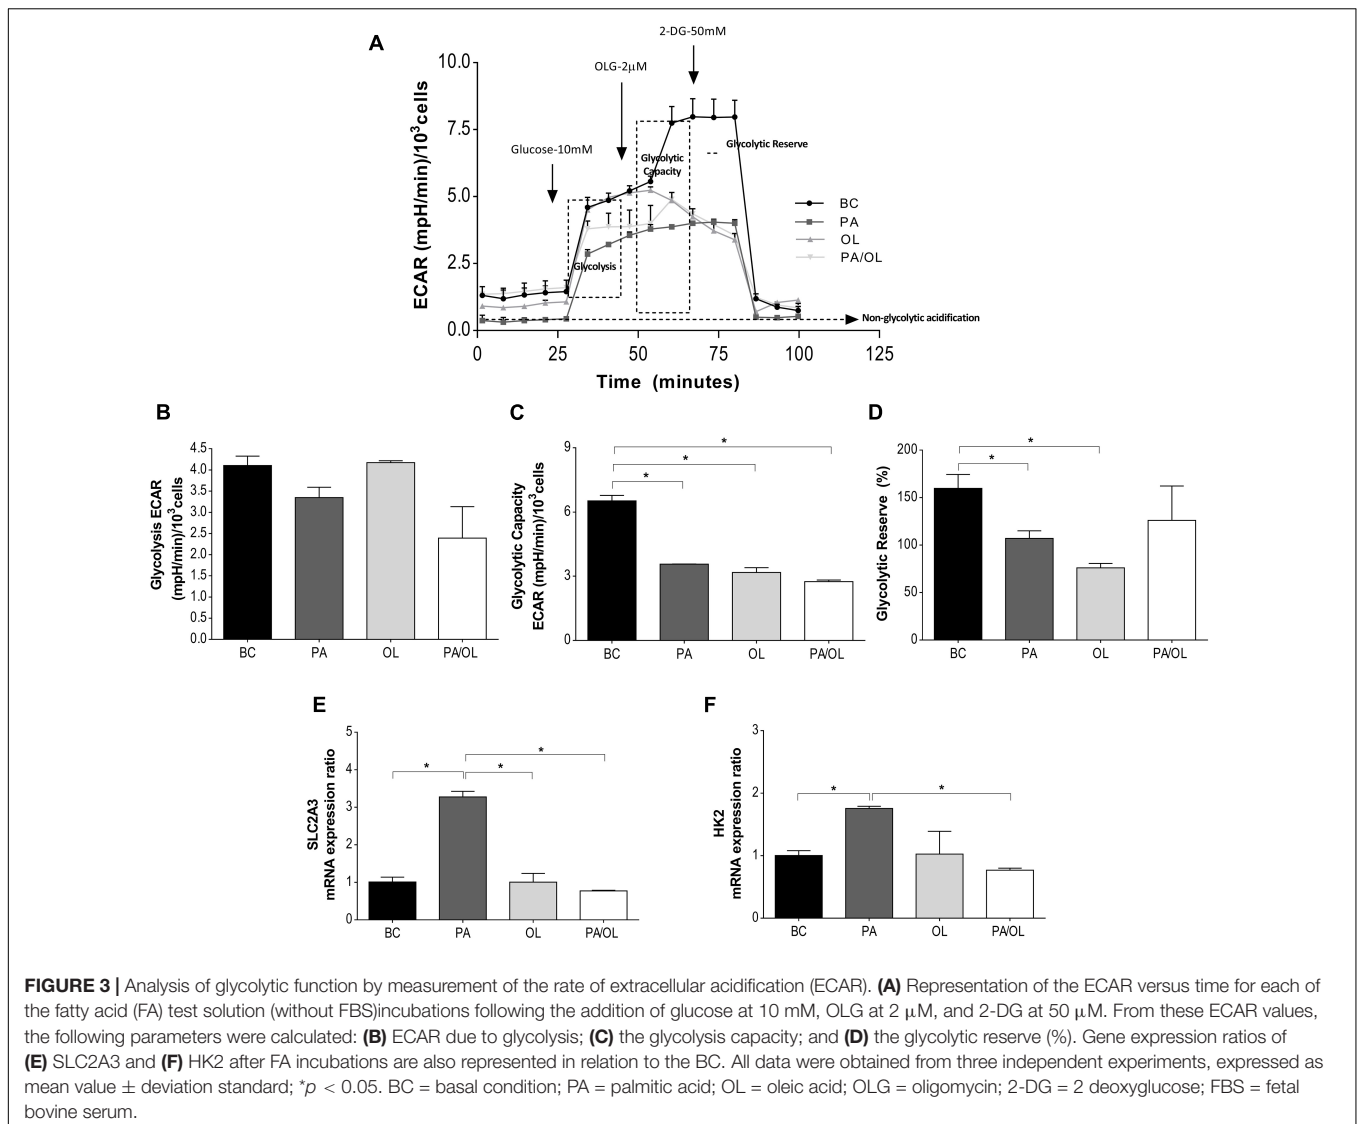 A
2-DG-50mM
OLG-2μM
Glucose-10mM
ECAR (mpH/min)/10³cells
10.0
7.5
5.0
2.5
0.0
Glycolytic Capacity
Glycolytic Reserve
Glycolysis
BC
PA
OL
PA/OL
Non-glycolytic acidification
0 25 50 75 100 125
Time (minutes)
B
Glycolysis ECAR
(mpH/min)/10³cells
4.5
4.0
3.5
3.0
2.5
2.0
1.5
1.0
0.5
0.0
BC PA OL PA/OL
C
Glycolytic Capacity
ECAR (mpH/min)/10³cells
9
6
3
0
* * *
BC PA OL PA/OL
D
Glycolytic Reserve (%)
200
150
100
50
0
* *
BC PA OL PA/OL
E
SLC2A3
mRNA expression ratio
5
4
3
2
1
0
* * *
BC PA OL PA/OL
F
HK2
mRNA expression ratio
3
2
1
0
* *
BC PA OL PA/OL
FIGURE 3 | Analysis of glycolytic function by measurement of the rate of extracellular acidification (ECAR). (A) Representation of the ECAR versus time for each of
the fatty acid (FA) test solution (without FBS)incubations following the addition of glucose at 10 mM, OLG at 2 μM, and 2-DG at 50 μM. From these ECAR values,
the following parameters were calculated: (B) ECAR due to glycolysis; (C) the glycolysis capacity; and (D) the glycolytic reserve (%). Gene expression ratios of
(E) SLC2A3 and (F) HK2 after FA incubations are also represented in relation to the BC. All data were obtained from three independent experiments, expressed as
mean value ± deviation standard; *p < 0.05. BC = basal condition; PA = palmitic acid; OL = oleic acid; OLG = oligomycin; 2-DG = 2 deoxyglucose; FBS = fetal
bovine serum.